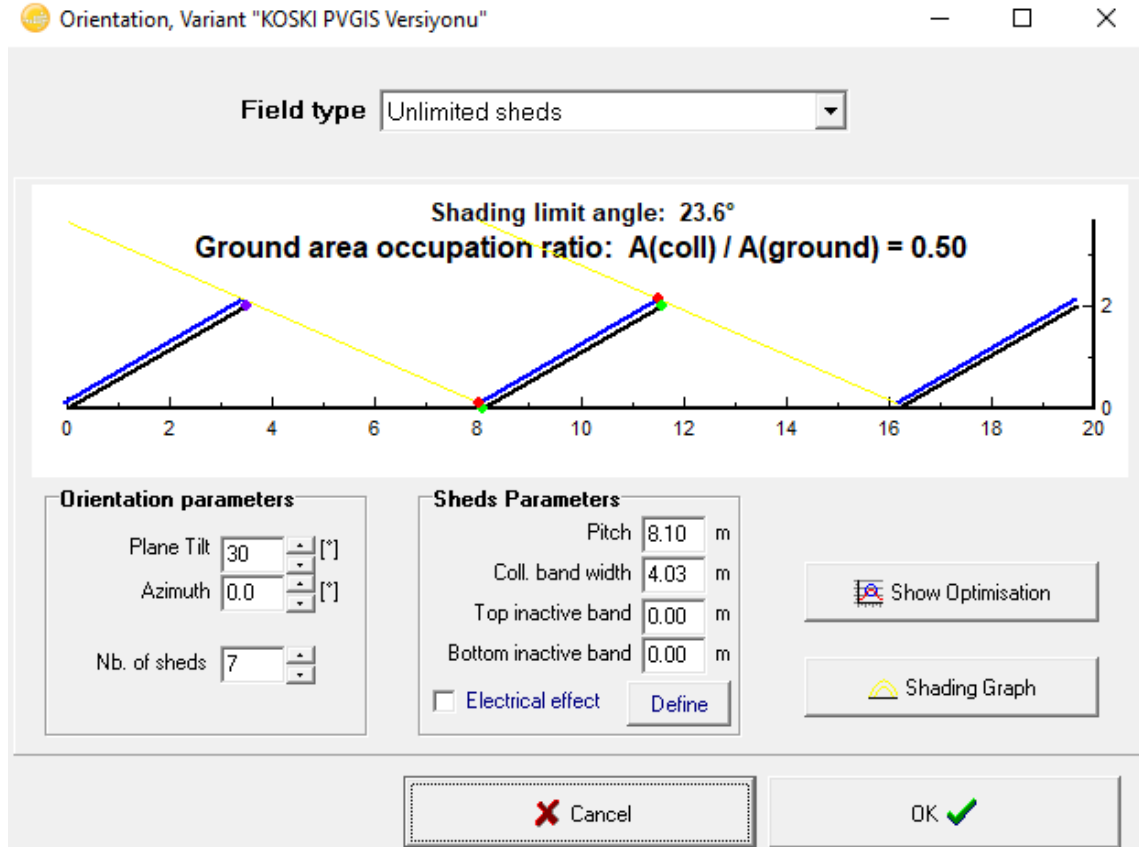 Orientation, Variant "KOSKI PVGIS Versiyonu"
Field type Unlimited sheds
Shading limit angle: 23.6°
Ground area occupation ratio: A(coll) / A(ground) = 0.50
2
0
0 2 4 6 8 10 12 14 16 18 20
Orientation parameters
Plane Tilt 30 [°]
Azimuth 0.0 [°]
Nb. of sheds 7
Sheds Parameters
Pitch 8.10 m
Coll. band width 4.03 m
Top inactive band 0.00 m
Bottom inactive band 0.00 m
Electrical effect Define
Show Optimisation
Shading Graph
Cancel
OK